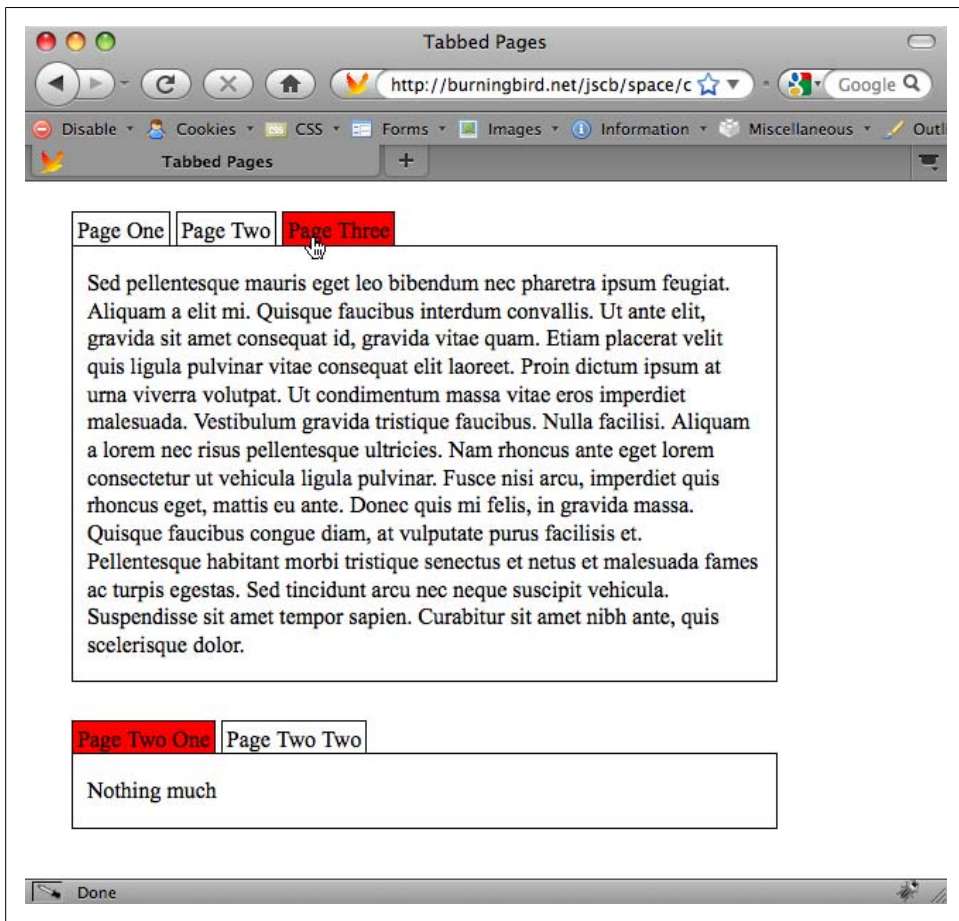 Tabbed Pages
http://burningbird.net/jscb/space/c
Google
Disable Cookies CSS Forms Images Information Miscellaneous Outli
Tabbed Pages +
Page One Page Two Page Three
Sed pellentesque mauris eget leo bibendum nec pharetra ipsum feugiat.
Aliquam a elit mi. Quisque faucibus interdum convallis. Ut ante elit,
gravida sit amet consequat id, gravida vitae quam. Etiam placerat velit
quis ligula pulvinar vitae consequat elit laoreet. Proin dictum ipsum at
urna viverra volutpat. Ut condimentum massa vitae eros imperdiet
malesuada. Vestibulum gravida tristique faucibus. Nulla facilisi. Aliquam
a lorem nec risus pellentesque ultricies. Nam rhoncus ante eget lorem
consectetur ut vehicula ligula pulvinar. Fusce nisi arcu, imperdiet quis
rhoncus eget, mattis eu ante. Donec quis mi felis, in gravida massa.
Quisque faucibus congue diam, at vulputate purus facilisis et.
Pellentesque habitant morbi tristique senectus et netus et malesuada fames
ac turpis egestas. Sed tincidunt arcu nec neque suscipit vehicula.
Suspendisse sit amet tempor sapien. Curabitur sit amet nibh ante, quis
scelerisque dolor.
Page Two One Page Two Two
Nothing much
Done